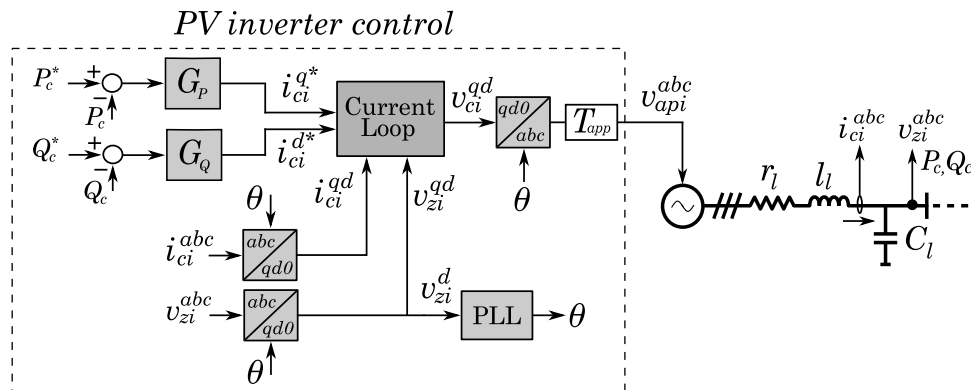 PV inverter control
P_c^* + − P_c G_P i_ci^q*
Q_c^* + − Q_c G_Q i_ci^d*
Current Loop
v_ci^qd
qd0 abc
θ
T_app
v_api^abc
i_ci^qd
v_zi^qd
θ
i_ci^abc
abc qd0
v_zi^abc
abc qd0
θ
v_zi^d
PLL
θ
r_l
l_l
i_ci^abc
v_zi^abc
P_c,Q_c
C_l